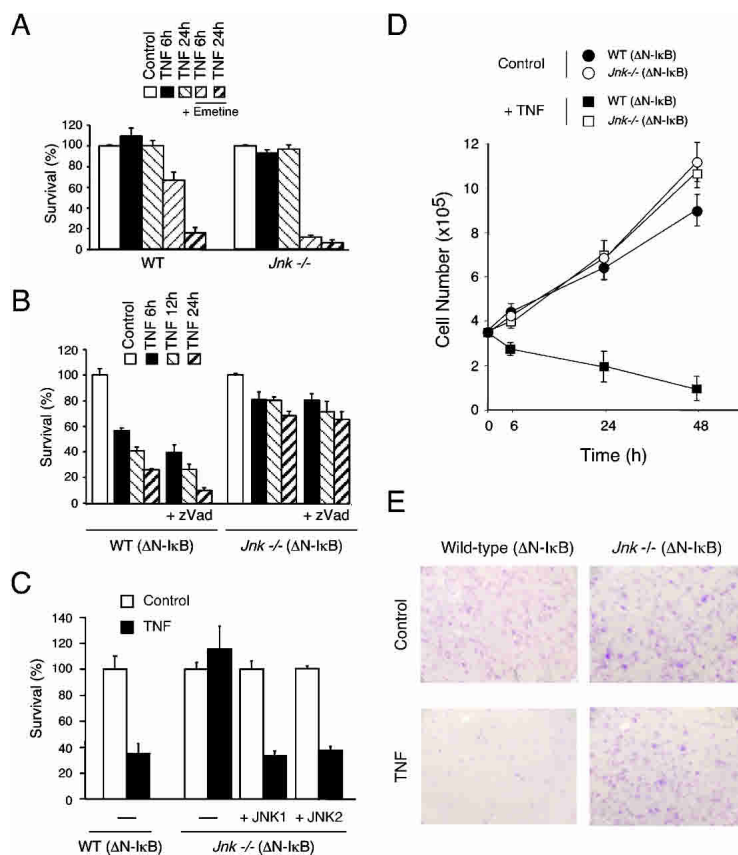 A
Control
TNF 6h
TNF 24h
TNF 6h
TNF 24h
+ Emetine
Survival (%)
120
100
80
60
40
20
0
WT
Jnk -/-
B
Control
TNF 6h
TNF 12h
TNF 24h
Survival (%)
120
100
80
60
40
20
0
+ zVad
+ zVad
WT (ΔN-IκB)
Jnk -/- (ΔN-IκB)
C
Control
TNF
Survival (%)
140
120
100
80
60
40
20
0
—
—
+ JNK1
+ JNK2
WT (ΔN-IκB)
Jnk -/- (ΔN-IκB)
D
Control
WT (ΔN-IκB)
Jnk-/- (ΔN-IκB)
+ TNF
WT (ΔN-IκB)
Jnk-/- (ΔN-IκB)
Cell Number (x10⁵)
12
10
8
6
4
2
0
0
6
24
48
Time (h)
E
Wild-type (ΔN-IκB)
Jnk -/- (ΔN-IκB)
Control
TNF